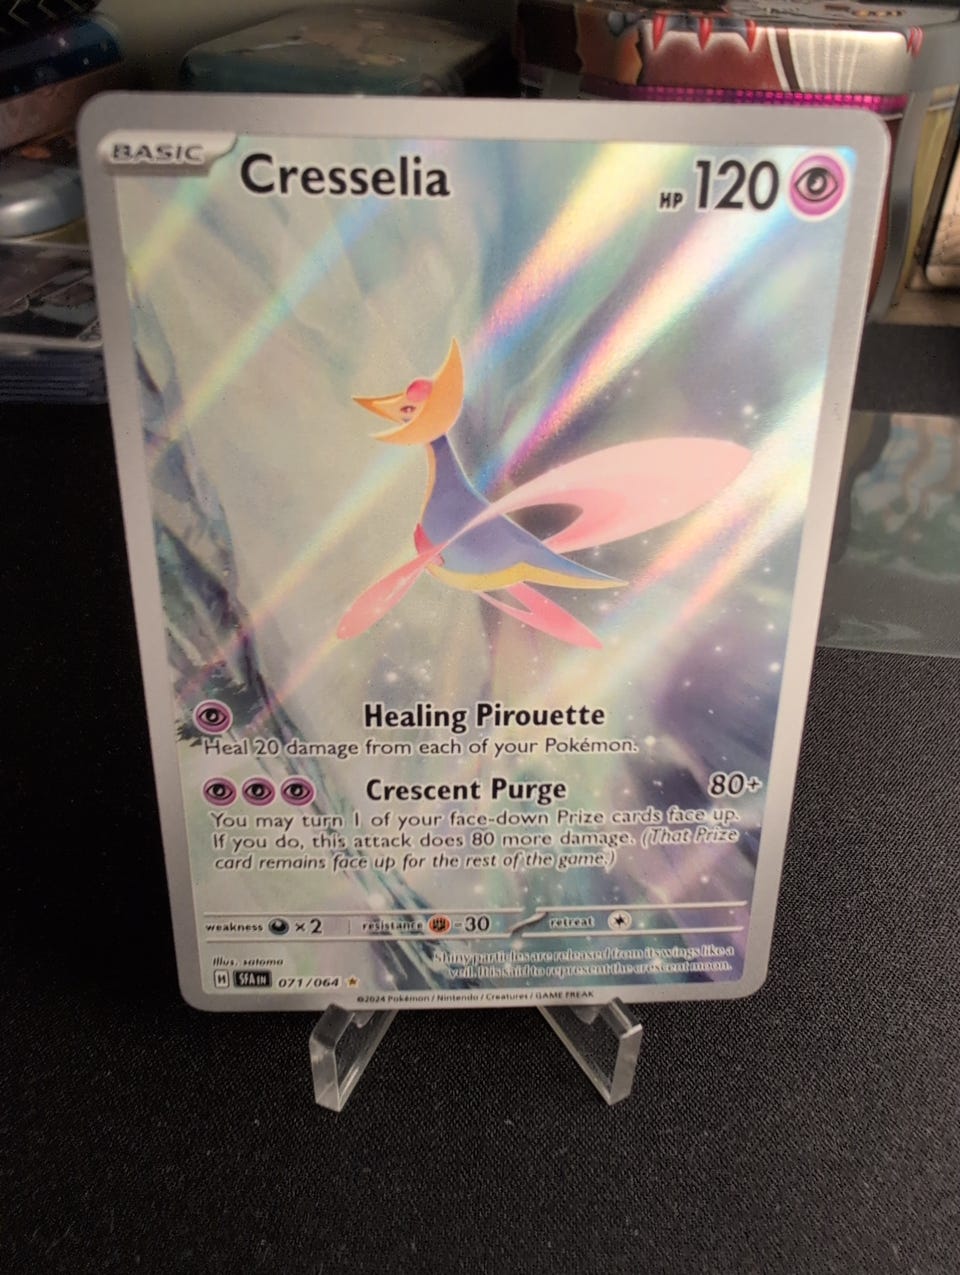 BASIC
Cresselia
HP 120
Healing Pirouette
Heal 20 damage from each of your Pokémon.
Crescent Purge 80+
You may turn 1 of your face-down Prize cards face up.
If you do, this attack does 80 more damage. (That Prize
card remains face up for the rest of the game.)
weakness ×2 resistance -30 retreat
Shiny particles are released from its wings like a
veil. It is said to represent the crescent moon.
Illus. satoma
H SFA EN 071/064 ★
©2024 Pokémon / Nintendo / Creatures / GAME FREAK